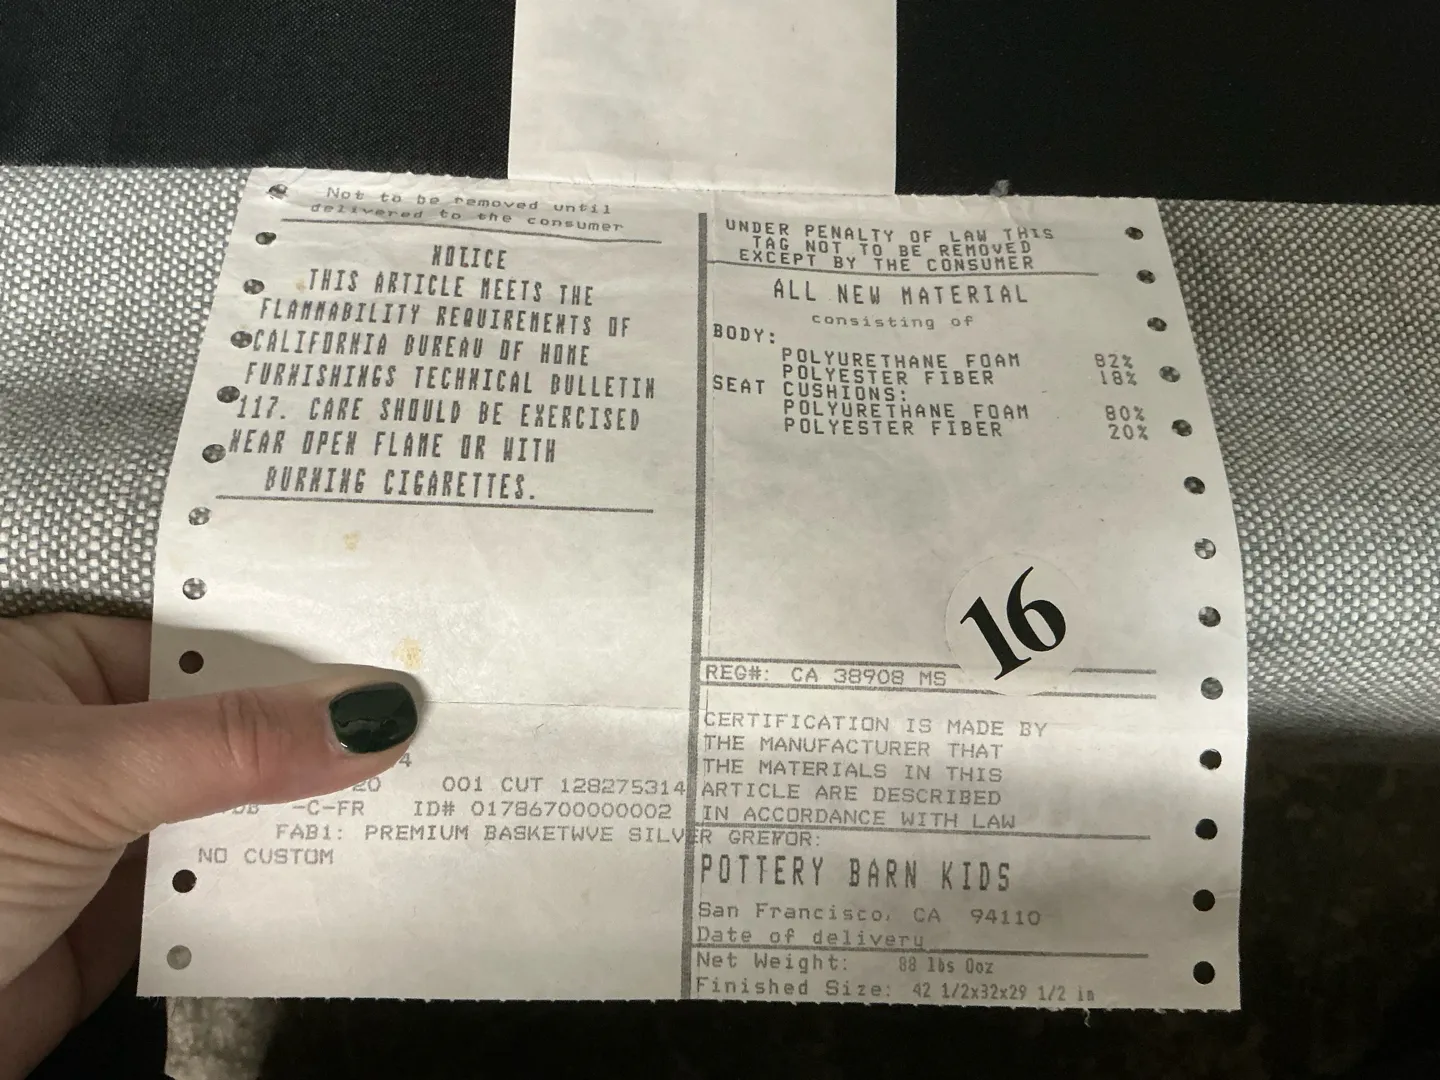 Not to be removed until
delivered to the consumer
NOTICE
THIS ARTICLE MEETS THE
FLAMMABILITY REQUIREMENTS OF
CALIFORNIA BUREAU OF HOME
FURNISHINGS TECHNICAL BULLETIN
117. CARE SHOULD BE EXERCISED
NEAR OPEN FLAME OR WITH
BURNING CIGARETTES.
4
20 001 CUT 128275314
-C-FR ID# 01786700000002
FAB1: PREMIUM BASKETWVE SILVER GREY
NO CUSTOM
UNDER PENALTY OF LAW THIS
TAG NOT TO BE REMOVED
EXCEPT BY THE CONSUMER
ALL NEW MATERIAL
consisting of
BODY:
POLYURETHANE FOAM 82%
POLYESTER FIBER 18%
SEAT CUSHIONS:
POLYURETHANE FOAM 80%
POLYESTER FIBER 20%
16
REG#: CA 38908 MS
CERTIFICATION IS MADE BY
THE MANUFACTURER THAT
THE MATERIALS IN THIS
ARTICLE ARE DESCRIBED
IN ACCORDANCE WITH LAW
FOR:
POTTERY BARN KIDS
San Francisco, CA 94110
Date of delivery
Net Weight: 88 lbs 0oz
Finished Size: 42 1/2x32x29 1/2 in